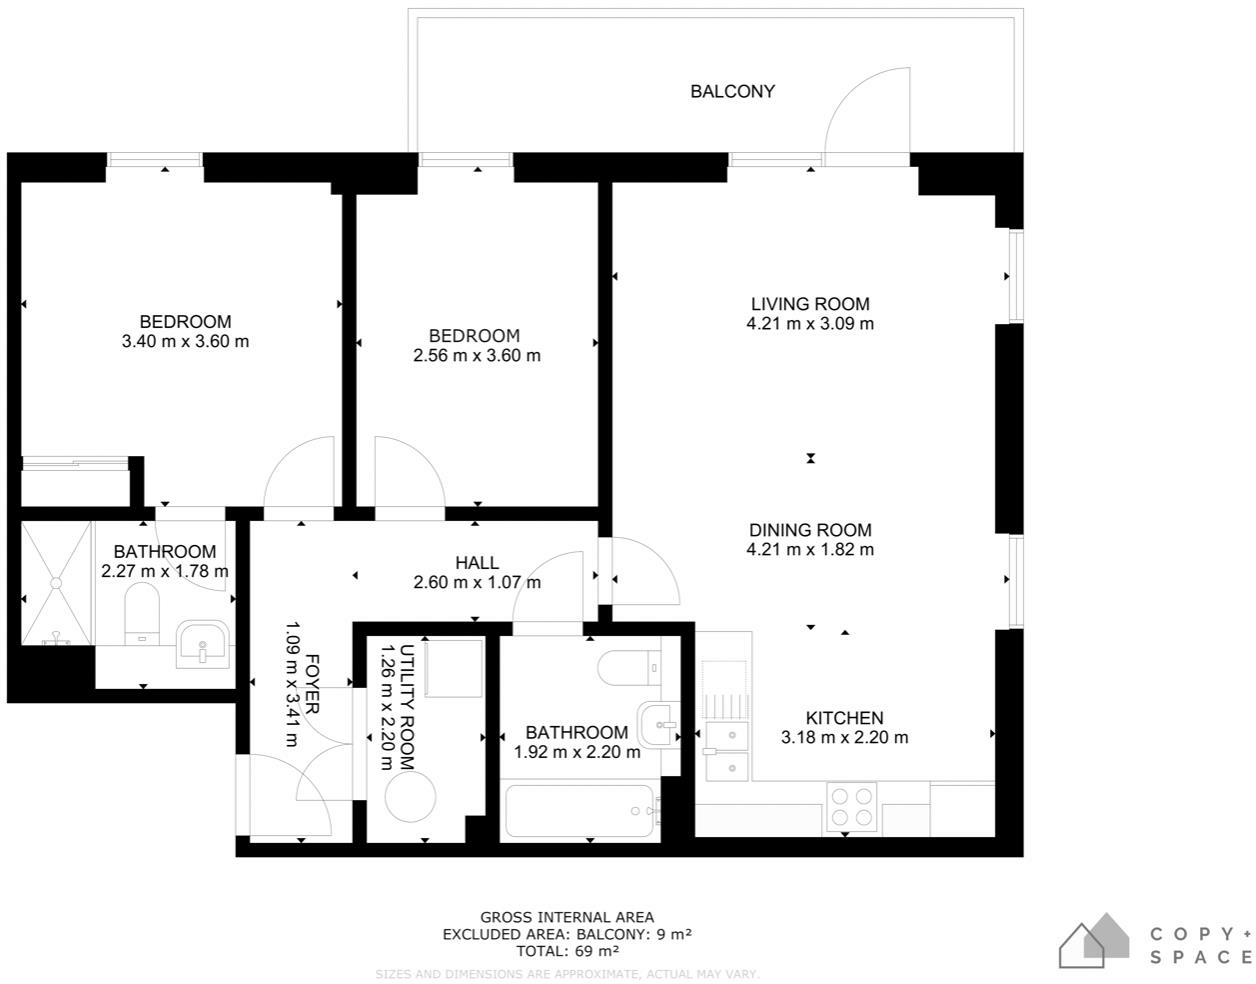 BALCONY
BEDROOM
3.40 m x 3.60 m
BEDROOM
2.56 m x 3.60 m
LIVING ROOM
4.21 m x 3.09 m
DINING ROOM
4.21 m x 1.82 m
BATHROOM
2.27 m x 1.78 m
HALL
2.60 m x 1.07 m
FOYER
1.09 m x 3.41 m
UTILITY ROOM
1.26 m x 2.20 m
BATHROOM
1.92 m x 2.20 m
KITCHEN
3.18 m x 2.20 m
GROSS INTERNAL AREA
EXCLUDED AREA: BALCONY: 9 m²
TOTAL: 69 m²
SIZES AND DIMENSIONS ARE APPROXIMATE, ACTUAL MAY VARY.
COPY+
SPACE